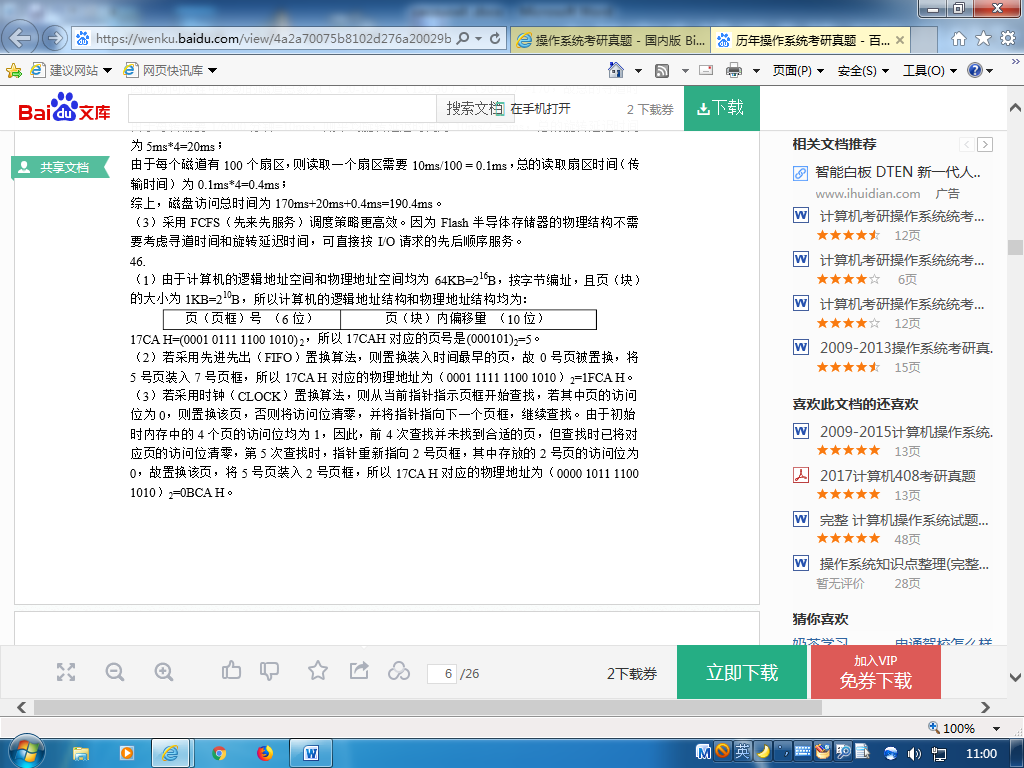 https://wenku.baidu.com/view/4a2a70075b8102d276a20029b
操作系统考研真题 - 国内版 Bi...
历年操作系统考研真题 - 百...
建议网站
网页快讯库
页面(P)
安全(S)
工具(O)
Bai du 文库
搜索文档
在手机打开
2 下载券
下载
共享文档
为 5ms*4=20ms；
由于每个磁道有 100 个扇区，则读取一个扇区需要 10ms/100 = 0.1ms，总的读取扇区时间（传
输时间）为 0.1ms*4=0.4ms；
综上，磁盘访问总时间为 170ms+20ms+0.4ms=190.4ms。
（3）采用 FCFS（先来先服务）调度策略更高效。因为 Flash 半导体存储器的物理结构不需
要考虑寻道时间和旋转延迟时间，可直接按 I/O 请求的先后顺序服务。
46.
（1）由于计算机的逻辑地址空间和物理地址空间均为 64KB=2^16B，按字节编址，且页（块）
的大小为 1KB=2^10B，所以计算机的逻辑地址结构和物理地址结构均为:
页（页框）号 （6 位） 页（块）内偏移量 （10 位）
17CA H=(0001 0111 1100 1010)2，所以 17CAH 对应的页号是(000101)2=5。
（2）若采用先进先出（FIFO）置换算法，则置换装入时间最早的页，故 0 号页被置换，将
5 号页装入 7 号页框，所以 17CA H 对应的物理地址为（0001 1111 1100 1010）2=1FCA H。
（3）若采用时钟（CLOCK）置换算法，则从当前指针指示页框开始查找，若其中页的访问
位为 0，则置换该页，否则将访问位清零，并将指针指向下一个页框，继续查找。由于初始
时内存中的 4 个页的访问位均为 1，因此，前 4 次查找并未找到合适的页，但查找时已将对
应页的访问位清零，第 5 次查找时，指针重新指向 2 号页框，其中存放的 2 号页的访问位为
0，故置换该页，将 5 号页装入 2 号页框，所以 17CA H 对应的物理地址为（0000 1011 1100
1010）2=0BCA H。
相关文档推荐
智能白板 DTEN 新一代人...
www.ihuidian.com 广告
计算机考研操作系统统考...
12页
计算机考研操作系统统考...
6页
计算机考研操作系统统考...
12页
2009-2013操作系统考研真.
15页
喜欢此文档的还喜欢
2009-2015计算机操作系统.
13页
2017计算机408考研真题
13页
完整 计算机操作系统试题...
48页
操作系统知识点整理(完整...
暂无评价 28页
猜你喜欢
奶茶学习 申通驾校怎么样
6 /26
2下载券
立即下载
加入VIP
免券下载
100%
英
11:00